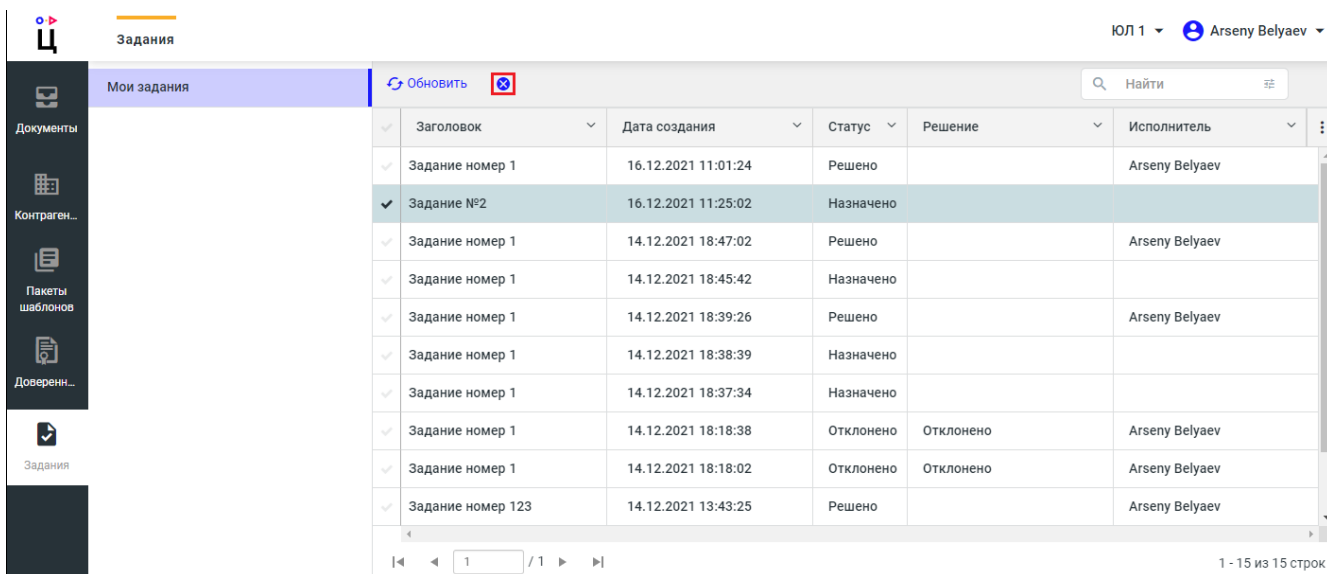 Ц
Задания
ЮЛ 1
Arseny Belyaev
Документы
Контраген...
Пакеты
шаблонов
Доверенн...
Задания
Мои задания
Обновить
Найти
Заголовок Дата создания Статус Решение Исполнитель
Задание номер 1 16.12.2021 11:01:24 Решено Arseny Belyaev
Задание №2 16.12.2021 11:25:02 Назначено
Задание номер 1 14.12.2021 18:47:02 Решено Arseny Belyaev
Задание номер 1 14.12.2021 18:45:42 Назначено
Задание номер 1 14.12.2021 18:39:26 Решено Arseny Belyaev
Задание номер 1 14.12.2021 18:38:39 Назначено
Задание номер 1 14.12.2021 18:37:34 Назначено
Задание номер 1 14.12.2021 18:18:38 Отклонено Отклонено Arseny Belyaev
Задание номер 1 14.12.2021 18:18:02 Отклонено Отклонено Arseny Belyaev
Задание номер 123 14.12.2021 13:43:25 Решено Arseny Belyaev
1 / 1
1 - 15 из 15 строк